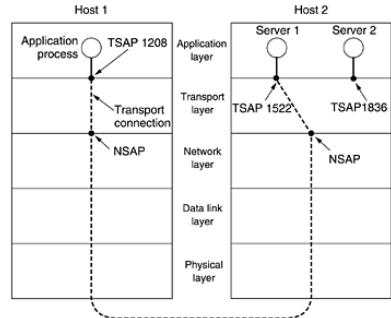 Host 1
Host 2
Application
process
TSAP 1208
Application
layer
Server 1
Server 2
Transport
connection
Transport
layer
TSAP 1522
TSAP1836
NSAP
Network
layer
NSAP
Data link
layer
Physical
layer